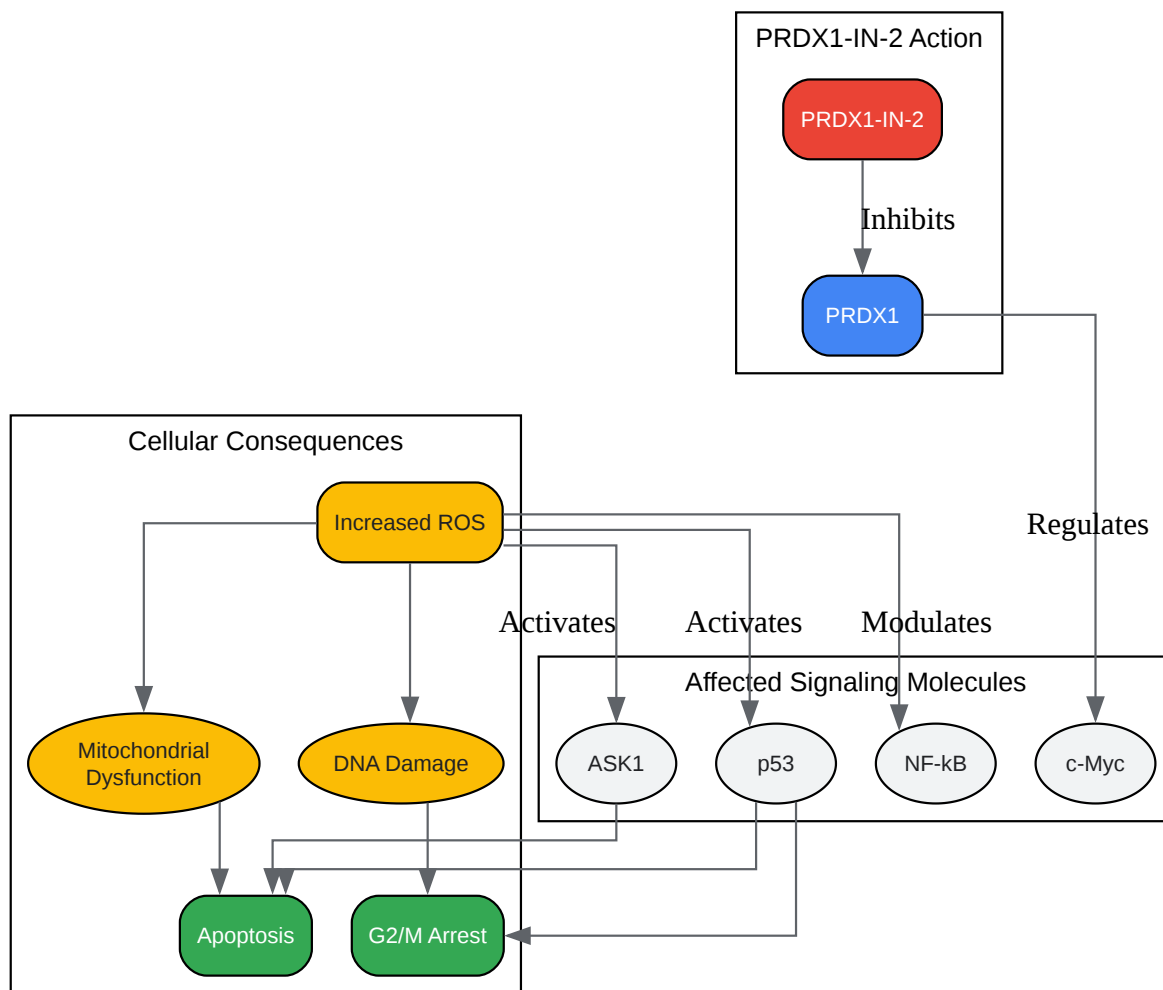 PRDX1-IN-2 Action
PRDX1-IN-2
Inhibits
PRDX1
Cellular Consequences
Increased ROS
Regulates
Activates
Activates
Modulates
Affected Signaling Molecules
Mitochondrial
Dysfunction
DNA Damage
ASK1
p53
NF-kB
c-Myc
Apoptosis
G2/M Arrest